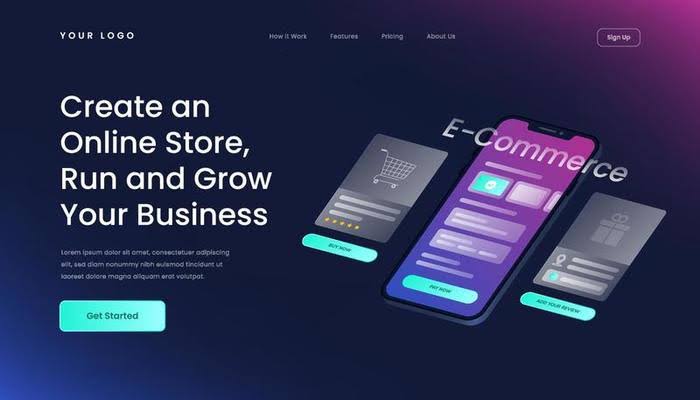 YOUR LOGO
How it Work
Features
Pricing
About Us
Sign Up
Create an
Online Store,
Run and Grow
Your Business
Lorem ipsum dolor sit amet, consectetuer adipiscing
elit, sed diam nonummy nibh euismod tincidunt ut
laoreet dolore magna aliquam erat volutpat.
Get Started
E-Commerce
BUY NOW
PAY NOW
ADD YOUR REVIEW